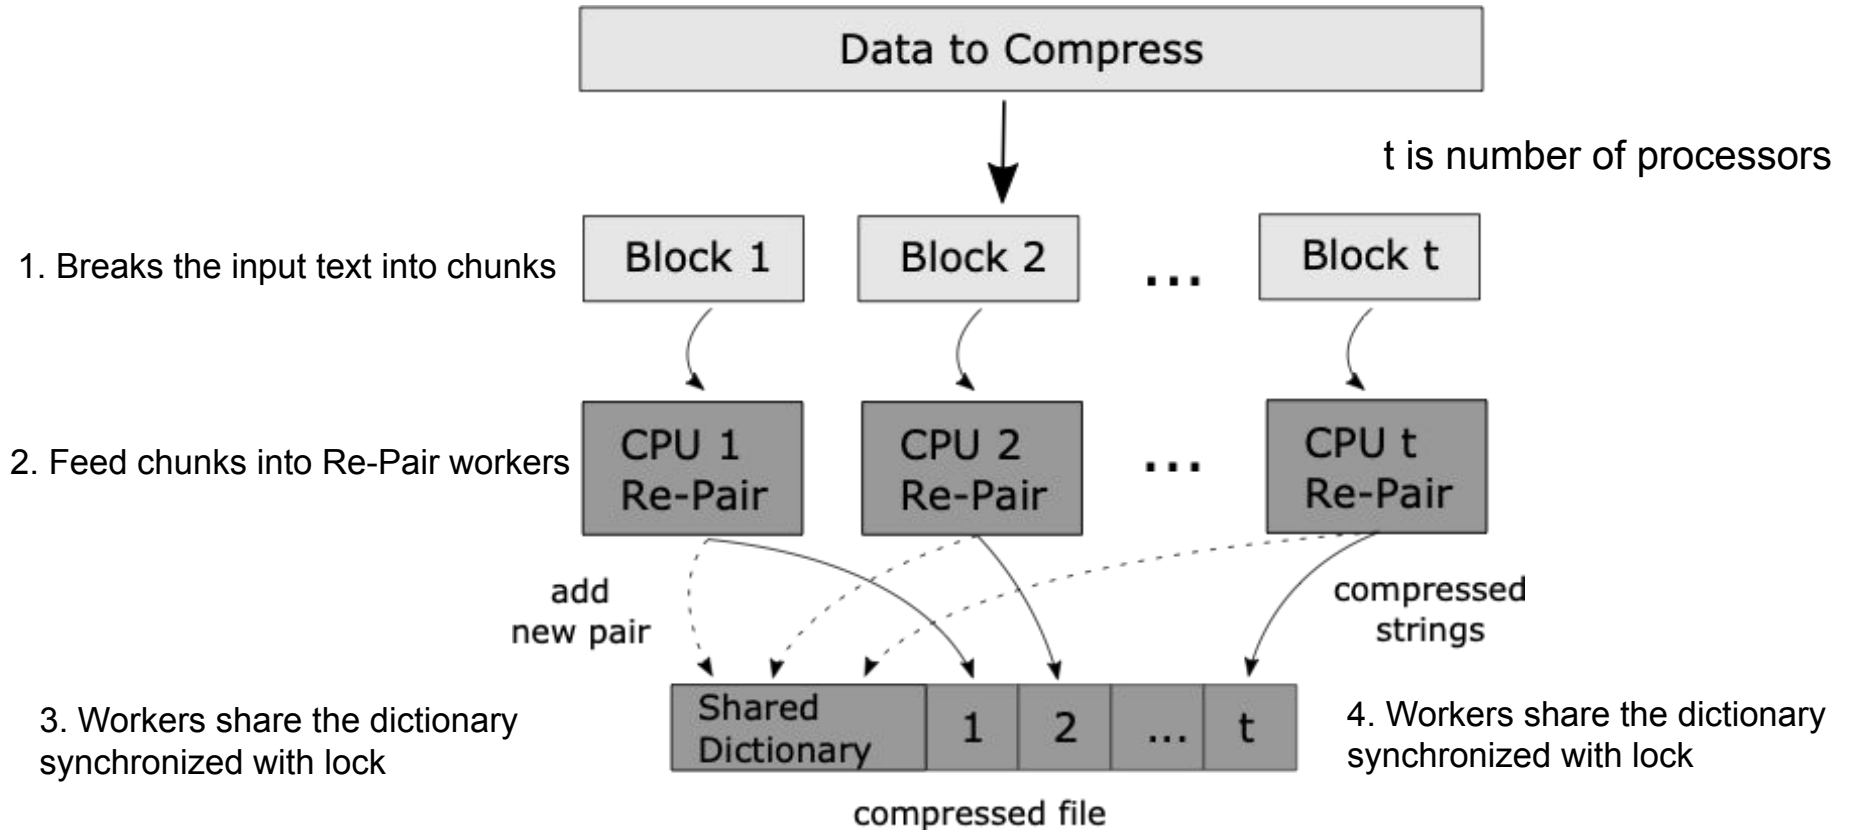 Data to Compress
t is number of processors
1. Breaks the input text into chunks
Block 1
Block 2
...
Block t
2. Feed chunks into Re-Pair workers
CPU 1
Re-Pair
CPU 2
Re-Pair
...
CPU t
Re-Pair
add
new pair
compressed
strings
3. Workers share the dictionary
synchronized with lock
Shared
Dictionary
1
2
...
t
4. Workers share the dictionary
synchronized with lock
compressed file